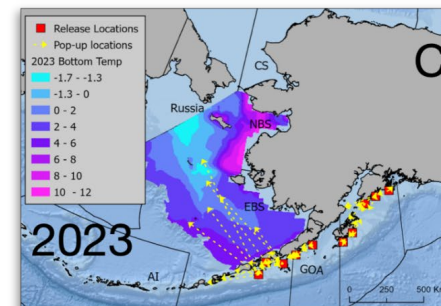 Release Locations
Pop-up locations
2023 Bottom Temp
-1.7 - -1.3
-1.3 - 0
0 - 2
2 - 4
4 - 6
6 - 8
8 - 10
10 - 12
C
CS
Russia
NBS
EBS
2023
AI
GOA
0 250 500 K